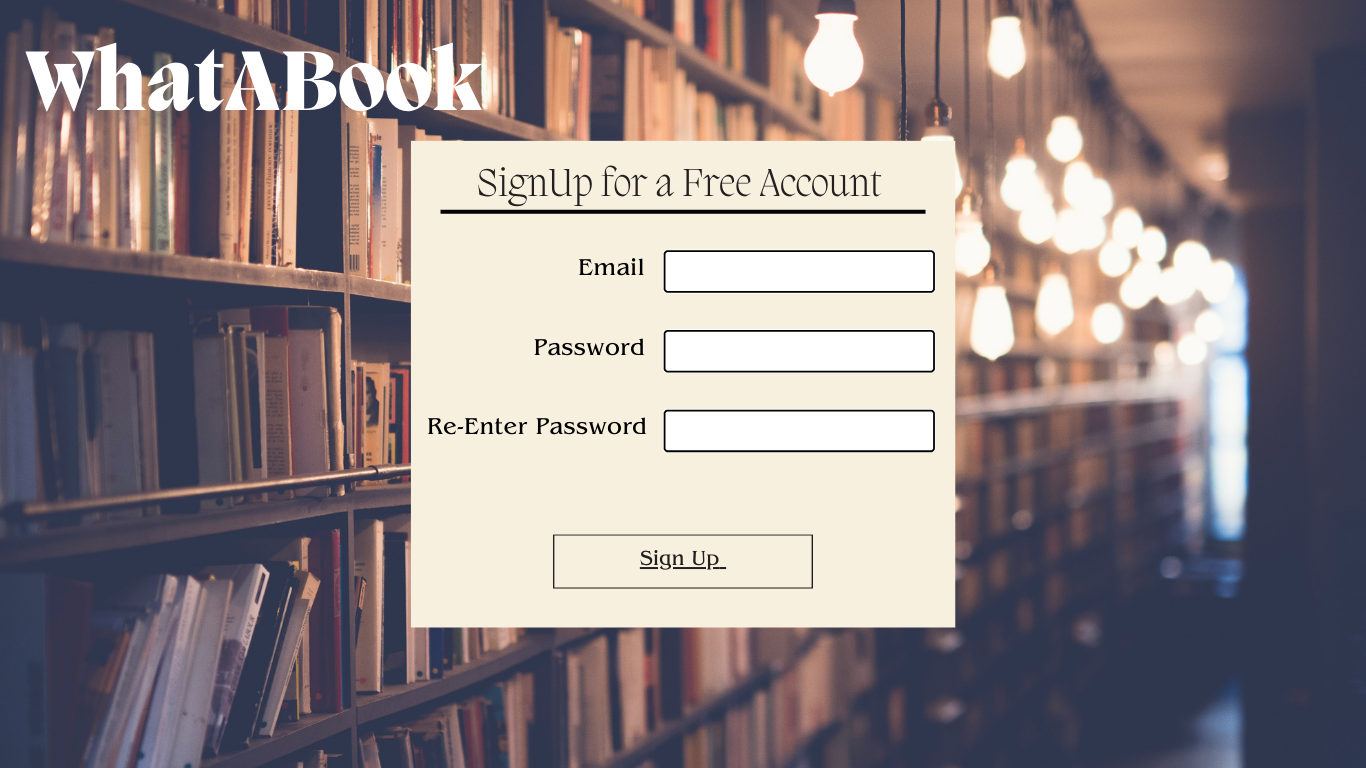 WhatABook
SignUp for a Free Account
Email
Password
Re-Enter Password
Sign Up